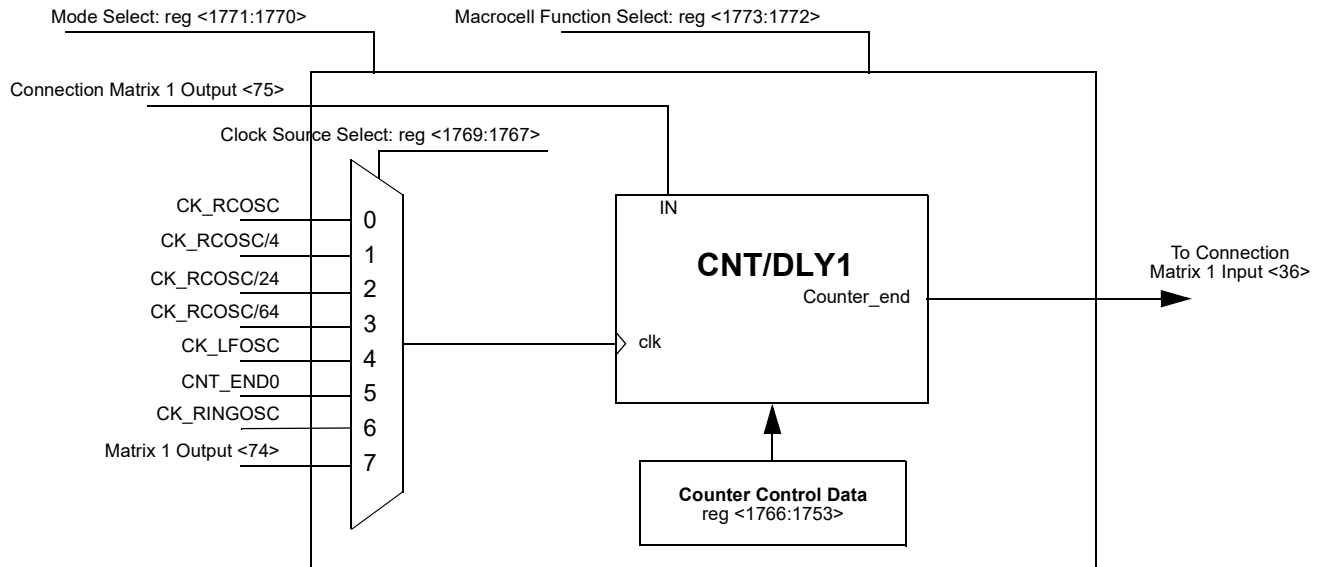 Mode Select: reg <1771:1770>
Macrocell Function Select: reg <1773:1772>
Connection Matrix 1 Output <75>
Clock Source Select: reg <1769:1767>
CK_RCOSC
0
CK_RCOSC/4
1
CK_RCOSC/24
2
CK_RCOSC/64
3
CK_LFOSC
4
CNT_END0
5
CK_RINGOSC
6
Matrix 1 Output <74>
7
IN
CNT/DLY1
Counter_end
clk
To Connection
Matrix 1 Input <36>
Counter Control Data
reg <1766:1753>